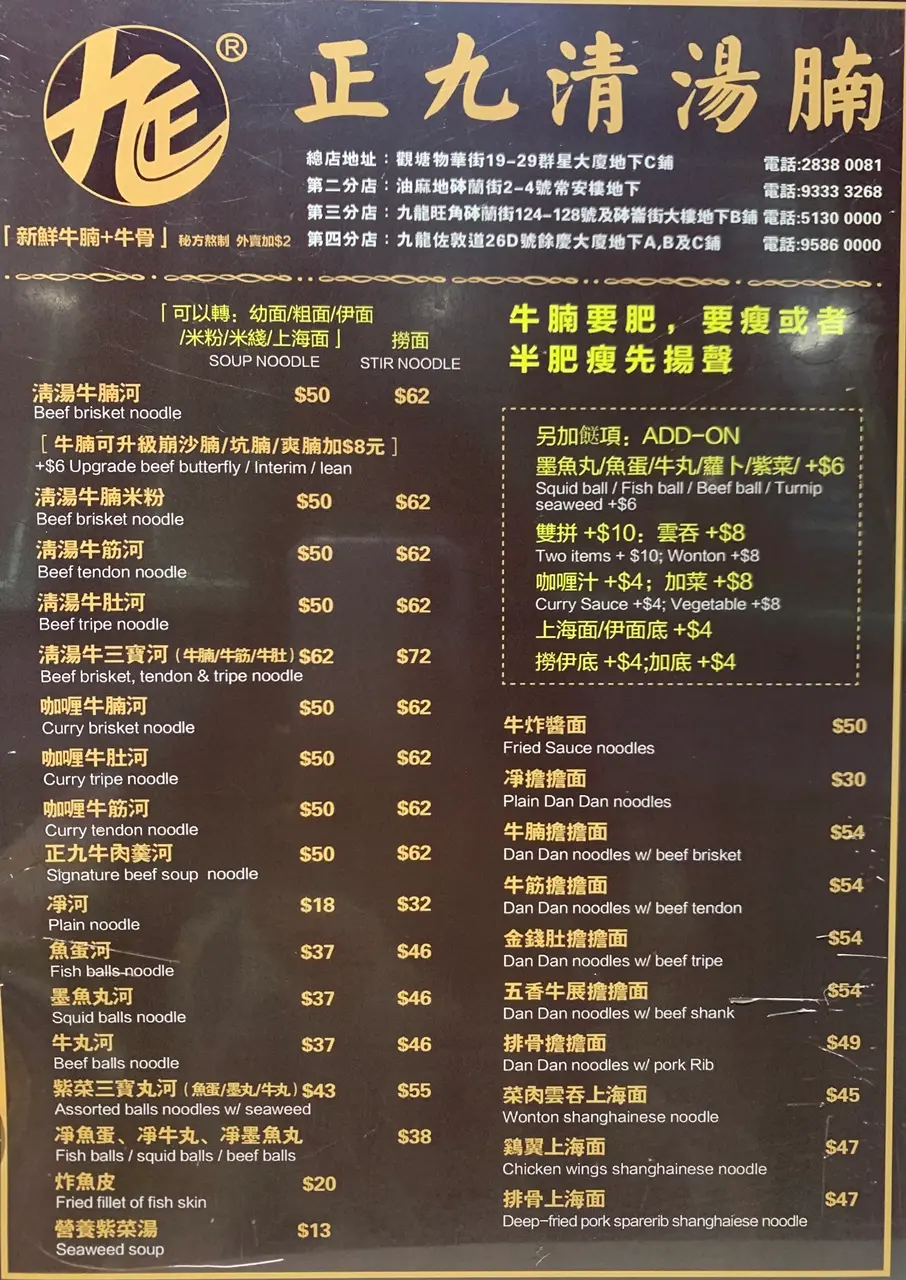 九正 ®
正九清湯腩
總店地址：觀塘物華街19-29群星大廈地下C鋪 電話:2838 0081
第二分店：油麻地砵蘭街2-4號常安樓地下 電話:9333 3268
第三分店：九龍旺角砵蘭街124-128號及砵崙街大樓地下B鋪 電話:5130 0000
第四分店：九龍佐敦道26D號餘慶大廈地下A,B及C鋪 電話:9586 0000
「新鮮牛腩+牛骨」秘方熬制 外賣加$2
「可以轉：幼面/粗面/伊面
/米粉/米綫/上海面」 撈面
SOUP NOODLE STIR NOODLE
清湯牛腩河 $50 $62
Beef brisket noodle
[ 牛腩可升級崩沙腩/坑腩/爽腩加$8元 ]
+$6 Upgrade beef butterfly / Interim / lean
清湯牛腩米粉 $50 $62
Beef brisket noodle
清湯牛筋河 $50 $62
Beef tendon noodle
清湯牛肚河 $50 $62
Beef tripe noodle
清湯牛三寶河（牛腩/牛筋/牛肚）$62 $72
Beef brisket, tendon & tripe noodle
咖喱牛腩河 $50 $62
Curry brisket noodle
咖喱牛肚河 $50 $62
Curry tripe noodle
咖喱牛筋河 $50 $62
Curry tendon noodle
正九牛肉羹河 $50 $62
Signature beef soup noodle
凈河 $18 $32
Plain noodle
魚蛋河 $37 $46
Fish balls noodle
墨魚丸河 $37 $46
Squid balls noodle
牛丸河 $37 $46
Beef balls noodle
紫菜三寶丸河（魚蛋/墨丸/牛丸）$43 $55
Assorted balls noodles w/ seaweed
凈魚蛋、凈牛丸、凈墨魚丸 $38
Fish balls / squid balls / beef balls
炸魚皮 $20
Fried fillet of fish skin
營養紫菜湯 $13
Seaweed soup
牛腩要肥，要瘦或者
半肥瘦先揚聲
另加餸項：ADD-ON
墨魚丸/魚蛋/牛丸/蘿卜/紫菜/ +$6
Squid ball / Fish ball / Beef ball / Turnip
seaweed +$6
雙拼 +$10：雲吞 +$8
Two items + $10; Wonton +$8
咖喱汁 +$4；加菜 +$8
Curry Sauce +$4; Vegetable +$8
上海面/伊面底 +$4
撈伊底 +$4;加底 +$4
牛炸醬面 $50
Fried Sauce noodles
凈擔擔面 $30
Plain Dan Dan noodles
牛腩擔擔面 $54
Dan Dan noodles w/ beef brisket
牛筋擔擔面 $54
Dan Dan noodles w/ beef tendon
金錢肚擔擔面 $54
Dan Dan noodles w/ beef tripe
五香牛展擔擔面 $54
Dan Dan noodles w/ beef shank
排骨擔擔面 $49
Dan Dan noodles w/ pork Rib
菜肉雲吞上海面 $45
Wonton shanghainese noodle
鷄翼上海面 $47
Chicken wings shanghainese noodle
排骨上海面 $47
Deep-fried pork sparerib shanghaiese noodle